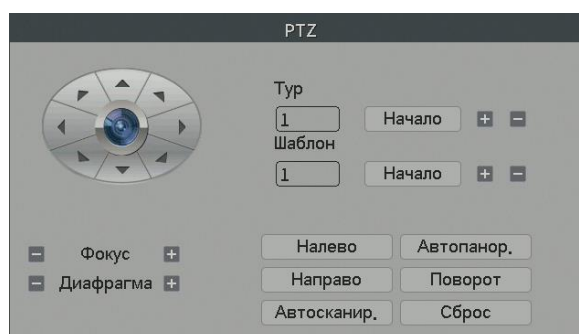 PTZ
Тур
1 Начало + −
Шаблон
1 Начало + −
− Фокус +
− Диафрагма +
Налево Автопанор.
Направо Поворот
Автосканир. Сброс